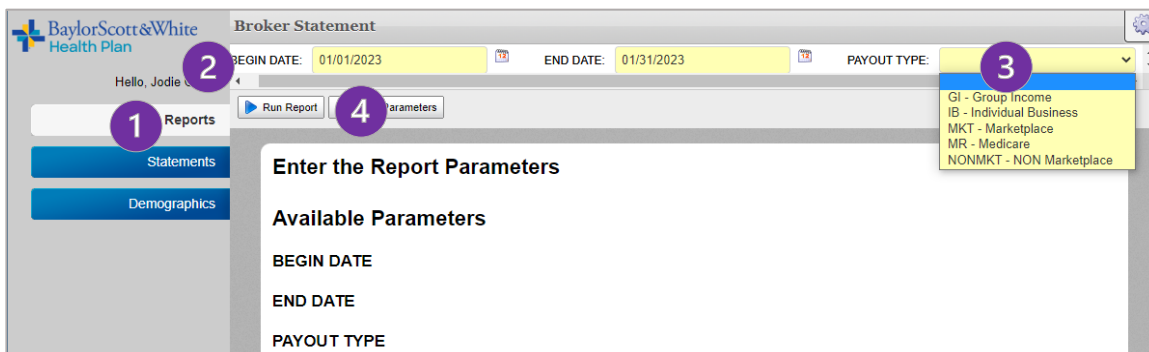 BaylorScott&White
Health Plan
Broker Statement
2
BEGIN DATE: 01/01/2023
END DATE: 01/31/2023
PAYOUT TYPE:
3
Hello, Jodie
Run Report
4
Parameters
GI - Group Income
IB - Individual Business
MKT - Marketplace
MR - Medicare
NONMKT - NON Marketplace
1
Reports
Statements
Demographics
Enter the Report Parameters
Available Parameters
BEGIN DATE
END DATE
PAYOUT TYPE